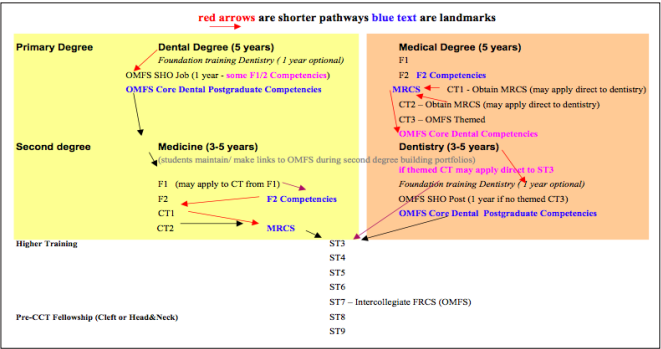 red arrows are shorter pathways blue text are landmarks
Primary Degree
Dental Degree (5 years)
Foundation training Dentistry ( 1 year optional)
OMFS SHO Job (1 year - some F1/2 Competencies)
OMFS Core Dental Postgraduate Competencies
Medical Degree (5 years)
F1
F2 F2 Competencies
MRCS CT1 - Obtain MRCS (may apply direct to dentistry)
CT2 – Obtain MRCS (may apply direct to dentistry)
CT3 – OMFS Themed
OMFS Core Dental Competencies
Second degree
Medicine (3-5 years)
(students maintain/ make links to OMFS during second degree building portfolios)
F1 (may apply to CT from F1)
F2 F2 Competencies
CT1
CT2 MRCS
Dentistry (3-5 years)
if themed CT may apply direct to ST3
Foundation training Dentistry ( 1 year optional)
OMFS SHO Post (1 year if no themed CT3)
OMFS Core Dental Postgraduate Competencies
Higher Training
ST3
ST4
ST5
ST6
ST7 – Intercollegiate FRCS (OMFS)
Pre-CCT Fellowship (Cleft or Head&Neck) ST8
ST9